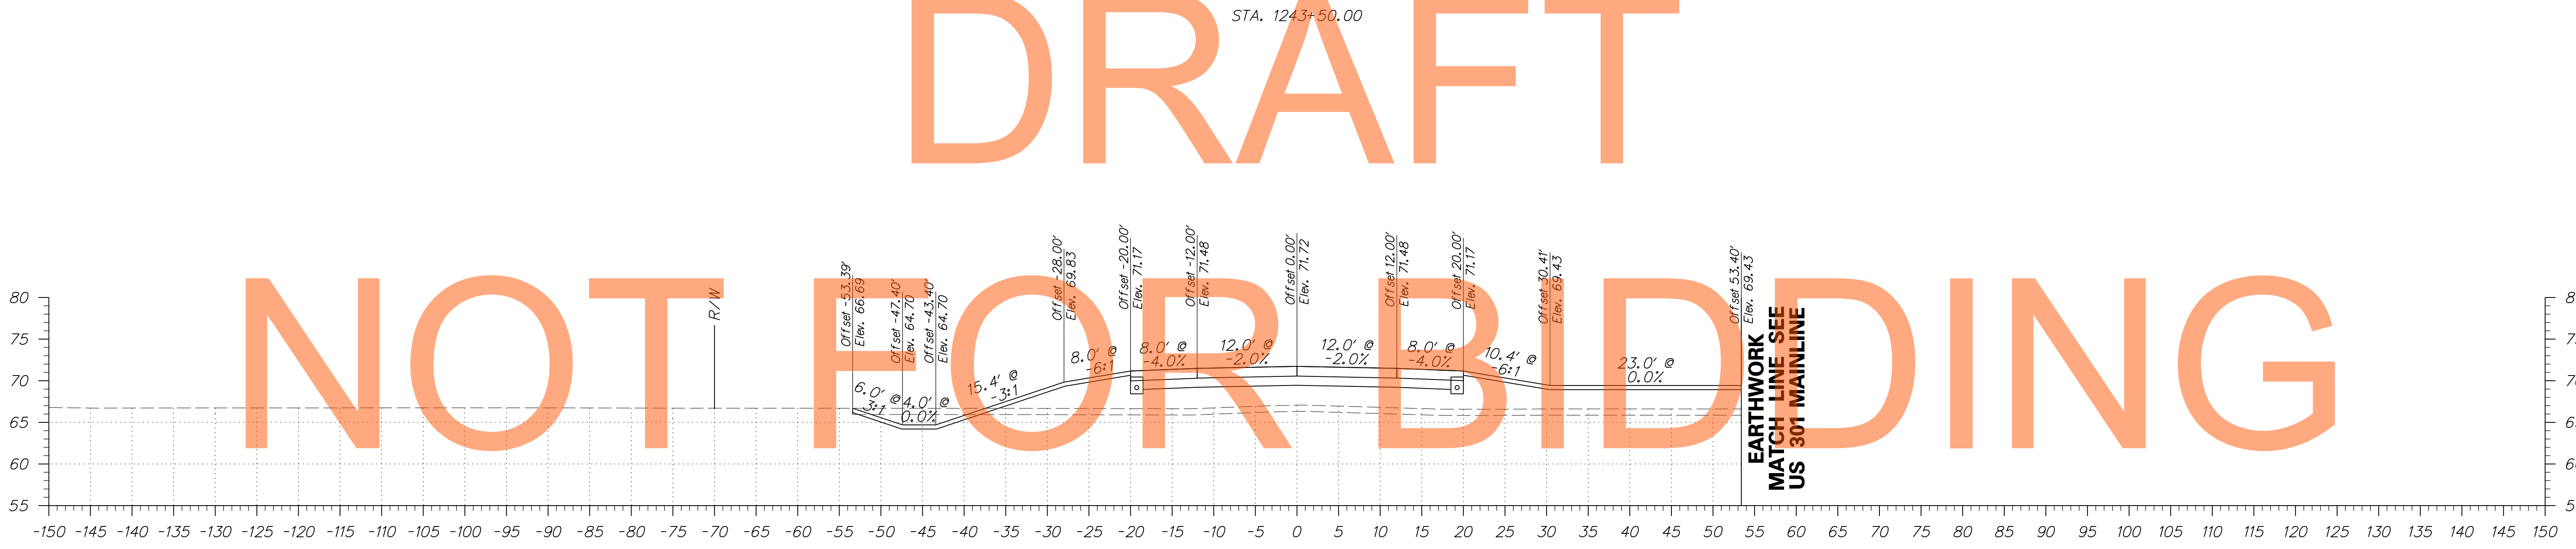 STA. 1243+50.00
DRAFT
NOT FOR BIDDING
R/W
Offset -53.39'
Elev. 66.69
Offset -47.40'
Elev. 64.70
Offset -43.40'
Elev. 64.70
Offset -28.00'
Elev. 69.83
Offset -20.00'
Elev. 71.17
Offset -12.00'
Elev. 71.48
Offset 0.00'
Elev. 71.72
Offset 12.00'
Elev. 71.48
Offset 20.00'
Elev. 71.17
Offset 30.41'
Elev. 69.43
Offset 53.40'
Elev. 69.43
6.0' @
-3:1
4.0' @
0.0%
15.4' @
-3:1
8.0' @
-6:1
8.0' @
-4.0%
12.0' @
-2.0%
12.0' @
-2.0%
8.0' @
-4.0%
10.4' @
-6:1
23.0' @
0.0%
EARTHWORK
MATCH LINE SEE
US 301 MAINLINE
80
75
70
65
60
55
-150 -145 -140 -135 -130 -125 -120 -115 -110 -105 -100 -95 -90 -85 -80 -75 -70 -65 -60 -55 -50 -45 -40 -35 -30 -25 -20 -15 -10 -5 0 5 10 15 20 25 30 35 40 45 50 55 60 65 70 75 80 85 90 95 100 105 110 115 120 125 130 135 140 145 150